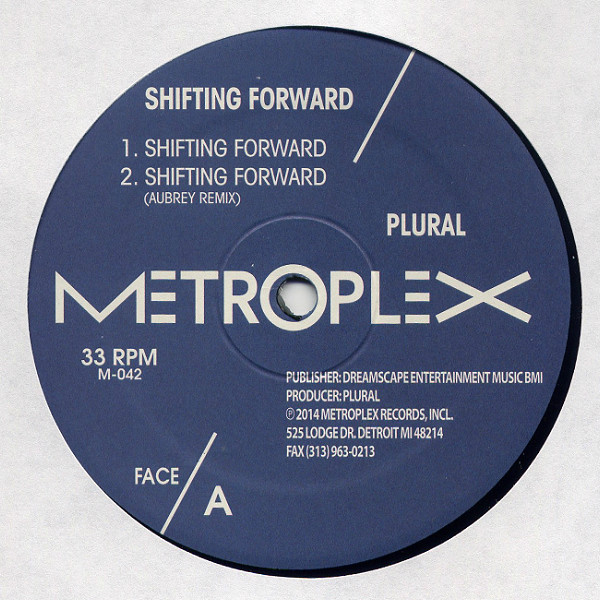 SHIFTING FORWARD
1. SHIFTING FORWARD
2. SHIFTING FORWARD
(AUBREY REMIX)
PLURAL
METROPLEX
33 RPM
M-042
PUBLISHER: DREAMSCAPE ENTERTAINMENT MUSIC BMI
PRODUCER: PLURAL
℗ 2014 METROPLEX RECORDS, INCL.
525 LODGE DR. DETROIT MI 48214
FAX (313) 963-0213
FACE / A